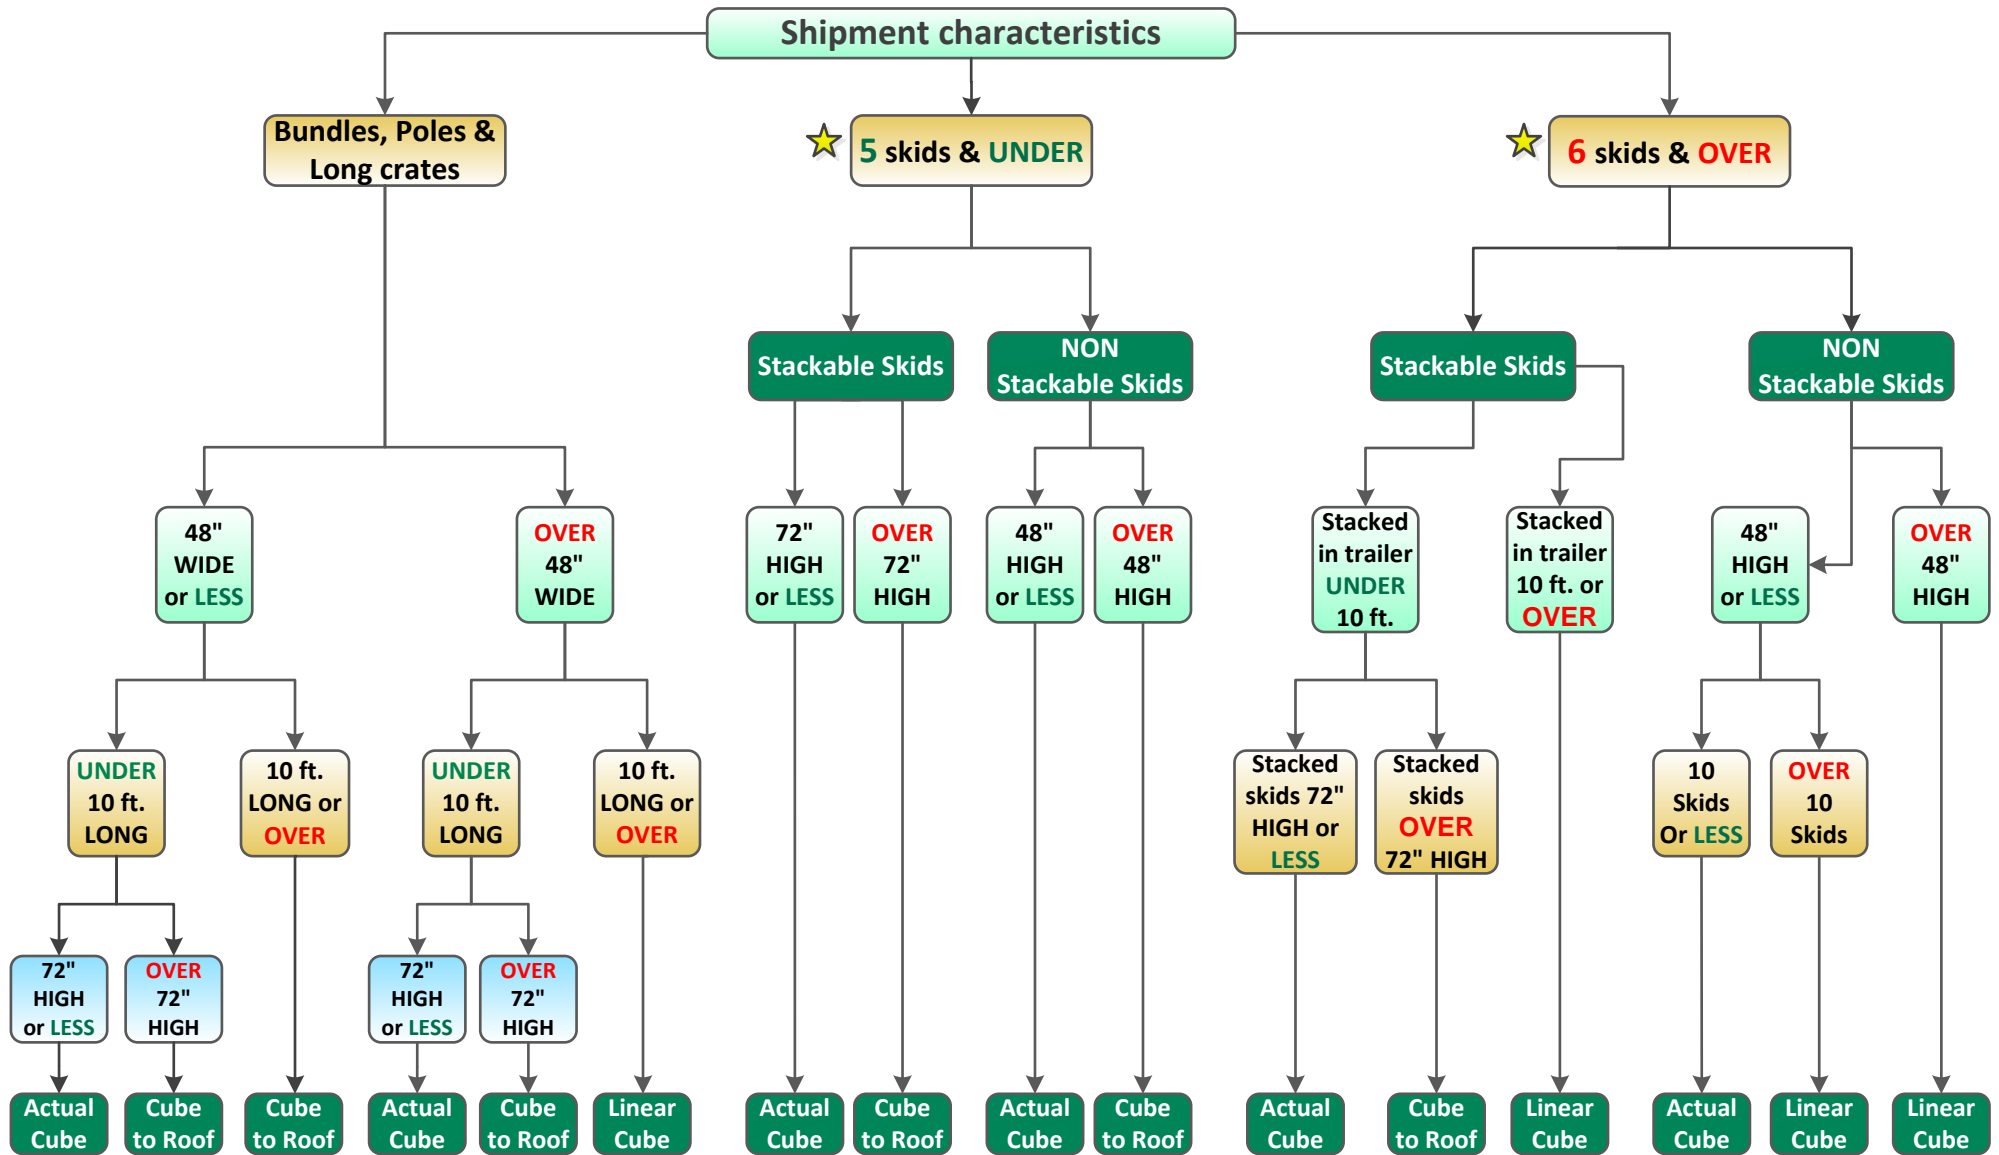 Shipment characteristics
Bundles, Poles &
Long crates
5 skids & UNDER
6 skids & OVER
Stackable Skids
NON
Stackable Skids
Stackable Skids
NON
Stackable Skids
48"
WIDE
or LESS
OVER
48"
WIDE
72"
HIGH
or LESS
OVER
72"
HIGH
48"
HIGH
or LESS
OVER
48"
HIGH
Stacked
in trailer
UNDER
10 ft.
Stacked
in trailer
10 ft. or
OVER
48"
HIGH
or LESS
OVER
48"
HIGH
UNDER
10 ft.
LONG
10 ft.
LONG or
OVER
UNDER
10 ft.
LONG
10 ft.
LONG or
OVER
Stacked
skids 72"
HIGH or
LESS
Stacked
skids
OVER
72" HIGH
10
Skids
Or LESS
OVER
10
Skids
72"
HIGH
or LESS
OVER
72"
HIGH
72"
HIGH
or LESS
OVER
72"
HIGH
Actual
Cube
Cube
to Roof
Cube
to Roof
Actual
Cube
Cube
to Roof
Linear
Cube
Actual
Cube
Cube
to Roof
Actual
Cube
Cube
to Roof
Actual
Cube
Cube
to Roof
Linear
Cube
Actual
Cube
Linear
Cube
Linear
Cube